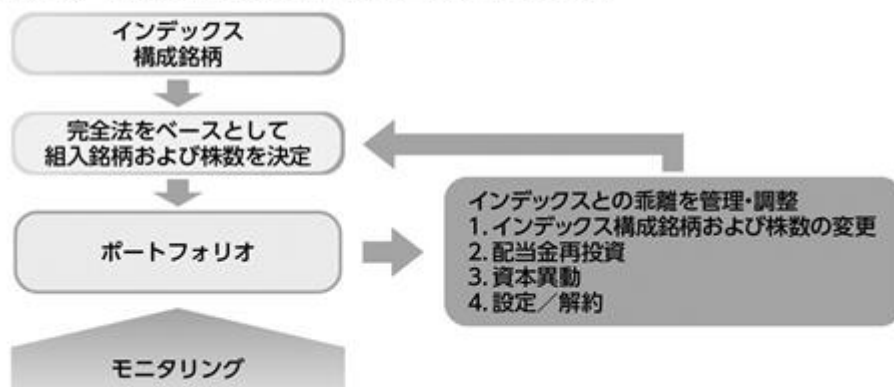 インデックス
構成銘柄
完全法をベースとして
組入銘柄および株数を決定
ポートフォリオ
インデックスとの乖離を管理・調整
1. インデックス構成銘柄および株数の変更
2. 配当金再投資
3. 資本異動
4. 設定／解約
モニタリング